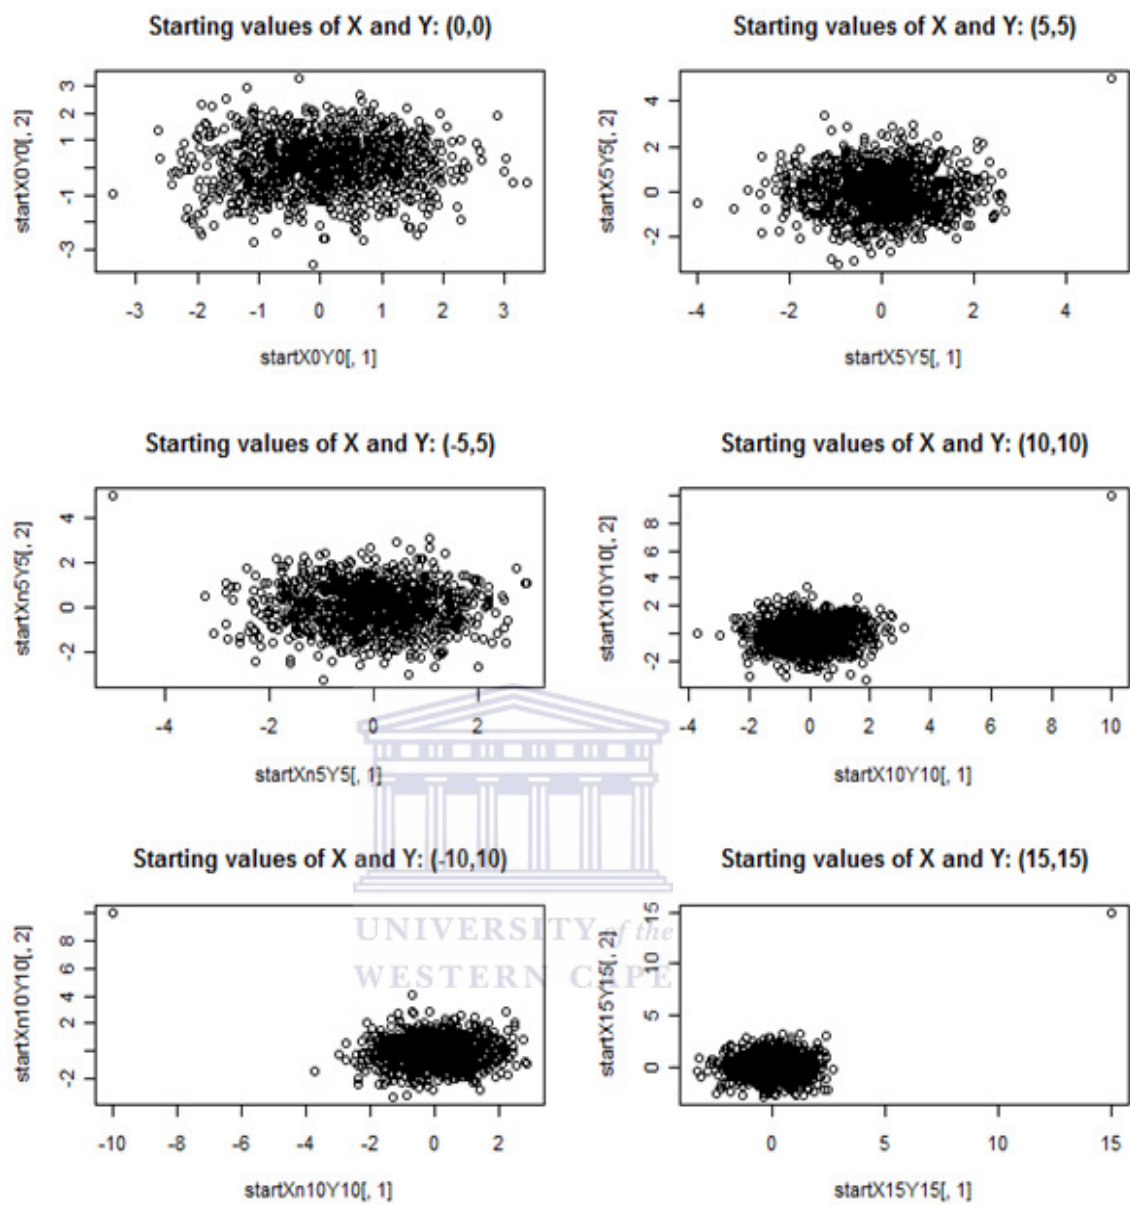 Starting values of X and Y: (0,0)
startX0Y0[, 2]
3
2
1
-1
-3
-3 -2 -1 0 1 2 3
startX0Y0[, 1]
Starting values of X and Y: (5,5)
startX5Y5[, 2]
4
2
0
-2
-4 -2 0 2 4
startX5Y5[, 1]
Starting values of X and Y: (-5,5)
startXn5Y5[, 2]
4
2
0
-2
-4 -2 0 2
startXn5Y5[, 1]
Starting values of X and Y: (10,10)
startX10Y10[, 2]
8
6
4
2
-2
-4 -2 0 2 4 6 8 10
startX10Y10[, 1]
Starting values of X and Y: (-10,10)
startXn10Y10[, 2]
8
6
4
2
-2
-10 -8 -6 -4 -2 0 2
startXn10Y10[, 1]
Starting values of X and Y: (15,15)
startX15Y15[, 2]
15
10
5
0
0 5 10 15
startX15Y15[, 1]
UNIVERSITY of the
WESTERN CAPE